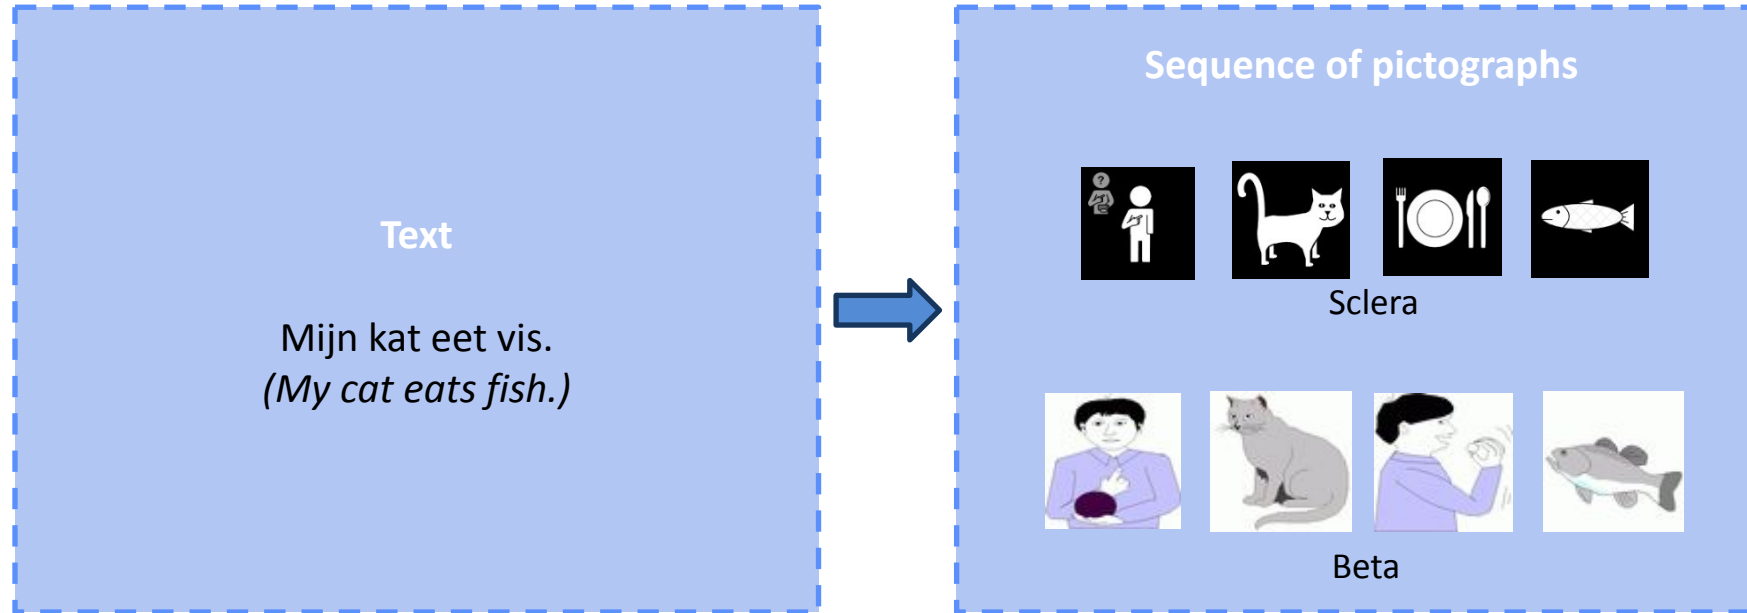 Text
Mijn kat eet vis.
(My cat eats fish.)
Sequence of pictographs
?
Sclera
Beta